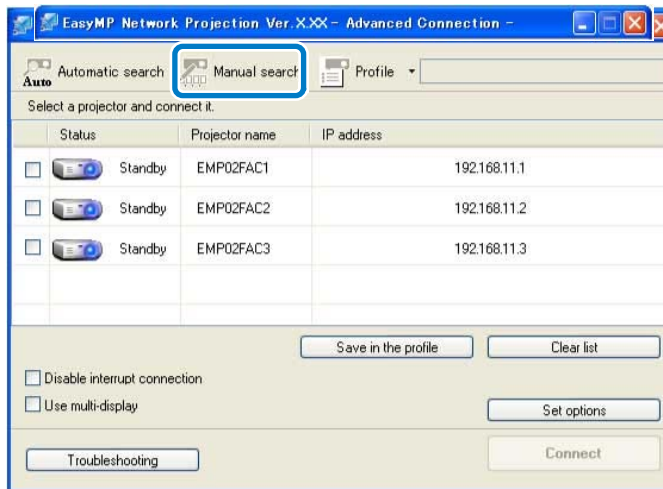 EasyMP Network Projection Ver.X.XX – Advanced Connection –
Auto Automatic search Manual search Profile
Select a projector and connect it.
Status Projector name IP address
Standby EMP02FAC1 192.168.11.1
Standby EMP02FAC2 192.168.11.2
Standby EMP02FAC3 192.168.11.3
Save in the profile Clear list
Disable interrupt connection
Use multi-display
Set options
Troubleshooting Connect